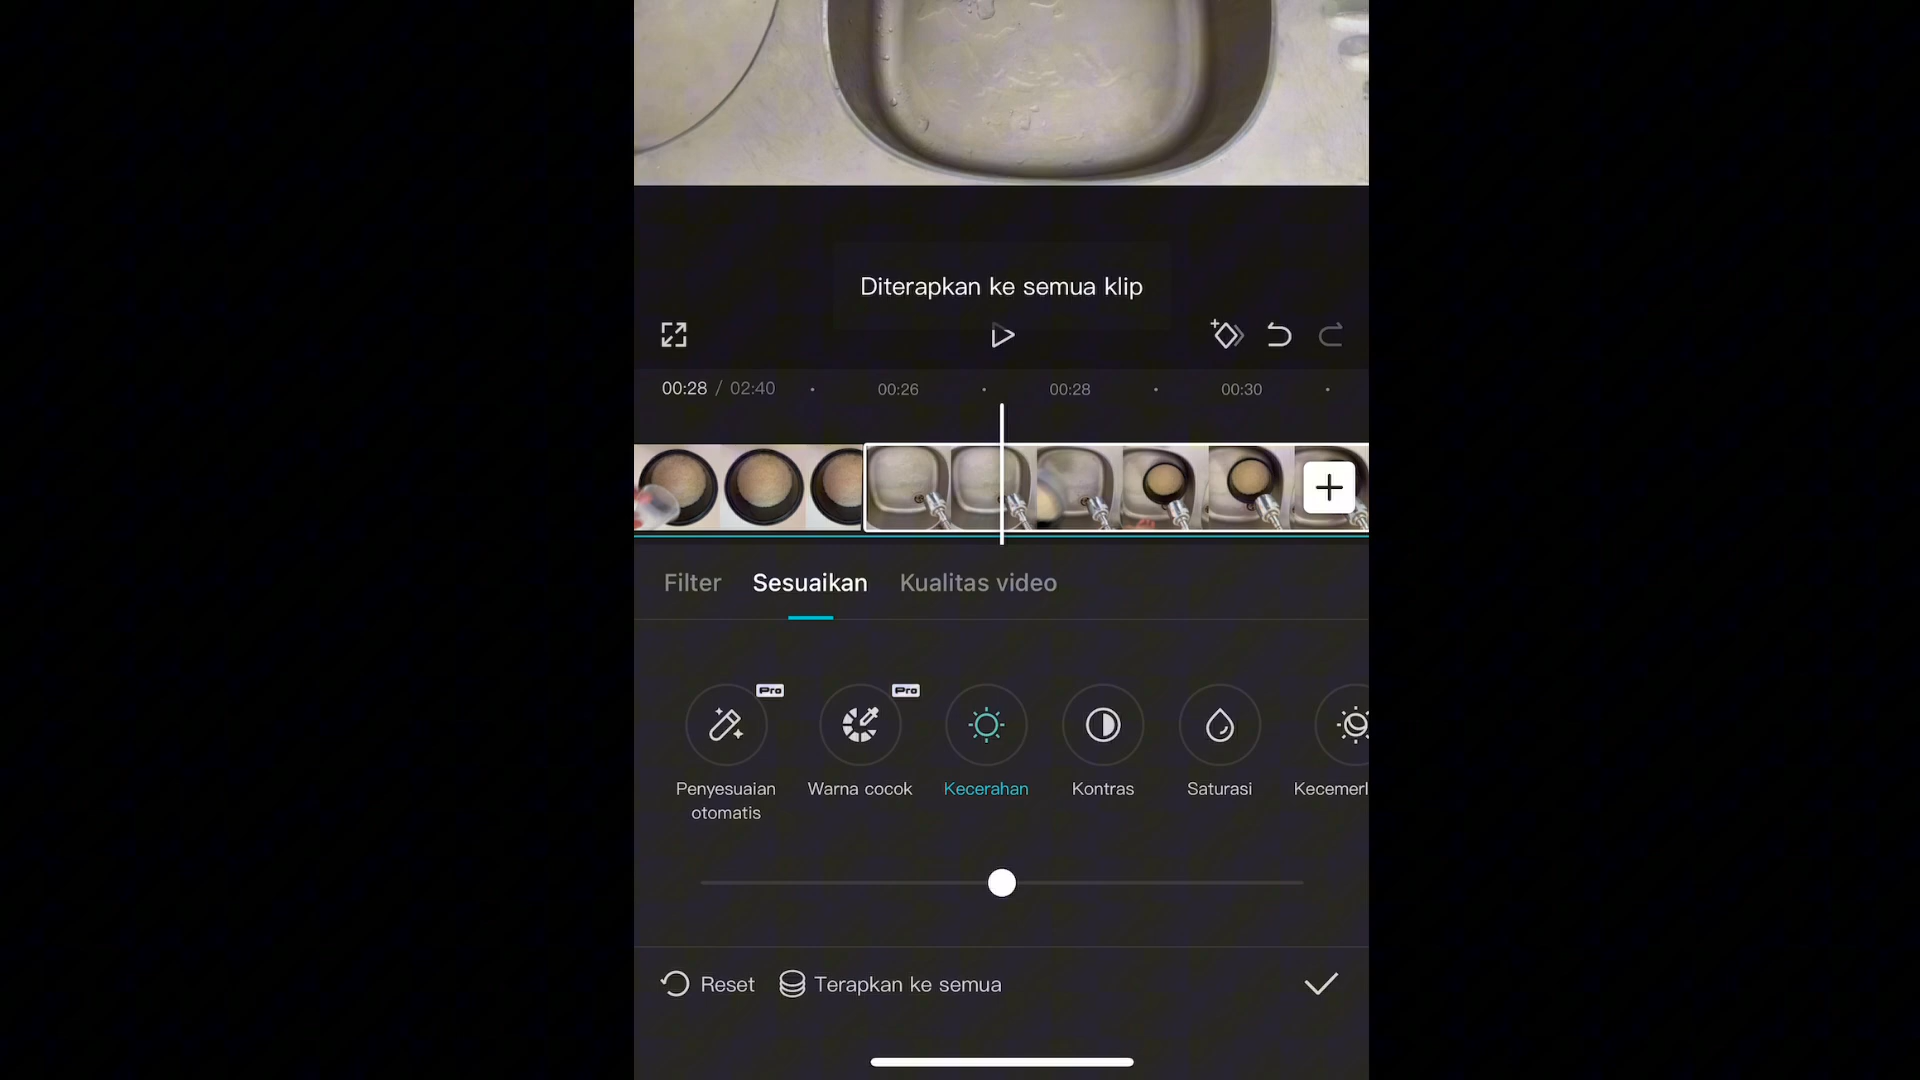 Diterapkan ke semua klip
00:28 / 02:40
00:26
00:28
00:30
Filter
Sesuaikan
Kualitas video
Pro
Pro
Penyesuaian
otomatis
Warna cocok
Kecerahan
Kontras
Saturasi
Reset
Terapkan ke semua